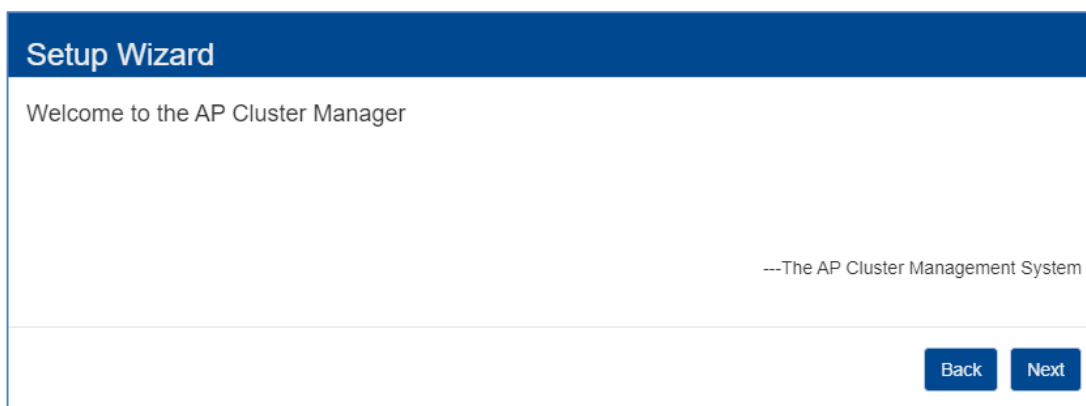 Setup Wizard
Welcome to the AP Cluster Manager
---The AP Cluster Management System
Back Next